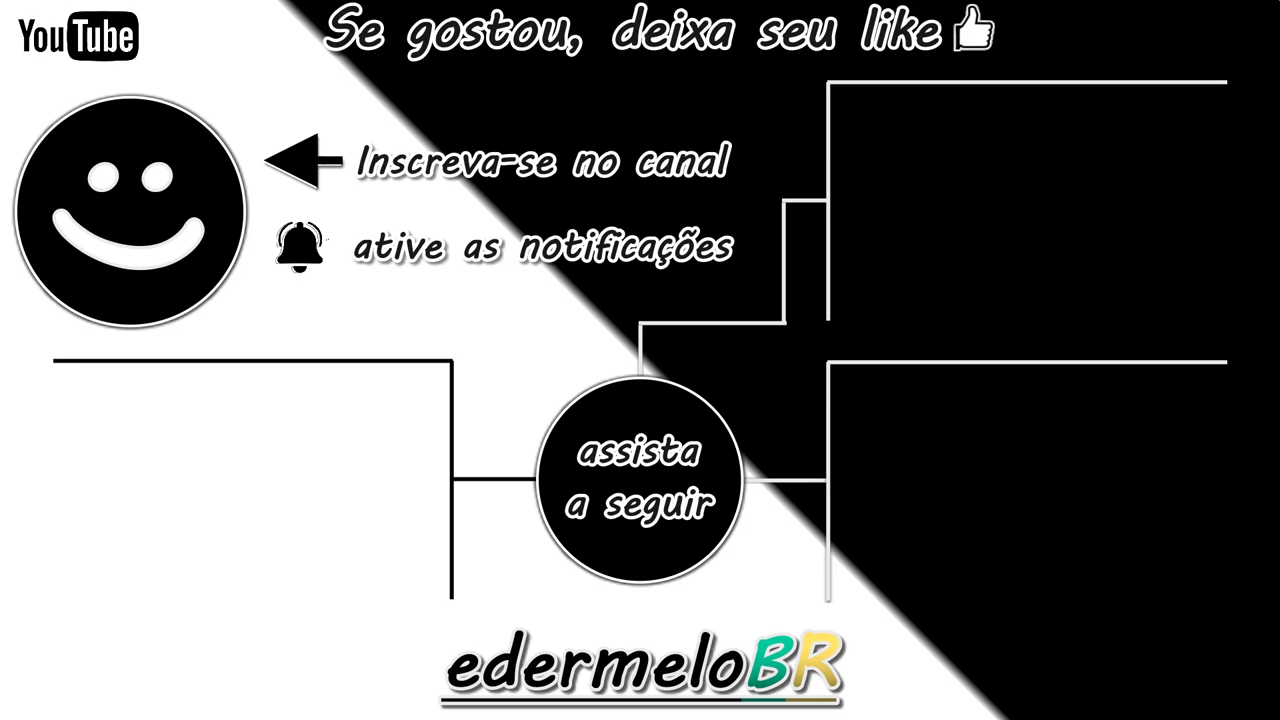 YouTube
Se gostou, deixa seu like
Inscreva-se no canal
ative as notificações
assista
a seguir
edermeloBR